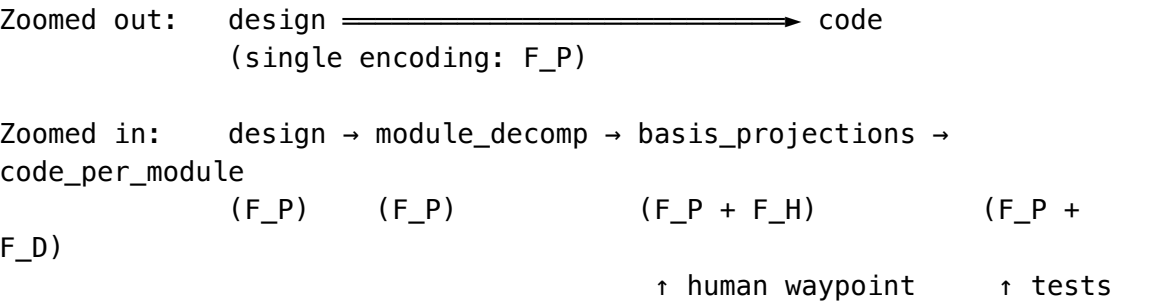 Zoomed out:   design ═══════════════════════════► code
              (single encoding: F_P)
Zoomed in:    design → module_decomp → basis_projections →
code_per_module
              (F_P)    (F_P)           (F_P + F_H)          (F_P +
F_D)
                                        ↑ human waypoint     ↑ tests